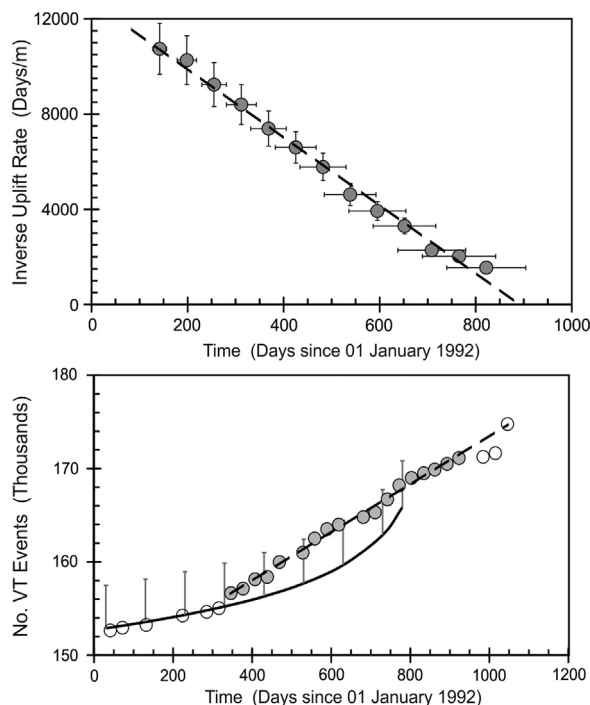 12000
8000
4000
0
Inverse Uplift Rate (Days/m)
0 200 400 600 800 1000
Time (Days since 01 January 1992)
180
170
160
150
No. VT Events (Thousands)
0 200 400 600 800 1000 1200
Time (Days since 01 January 1992)